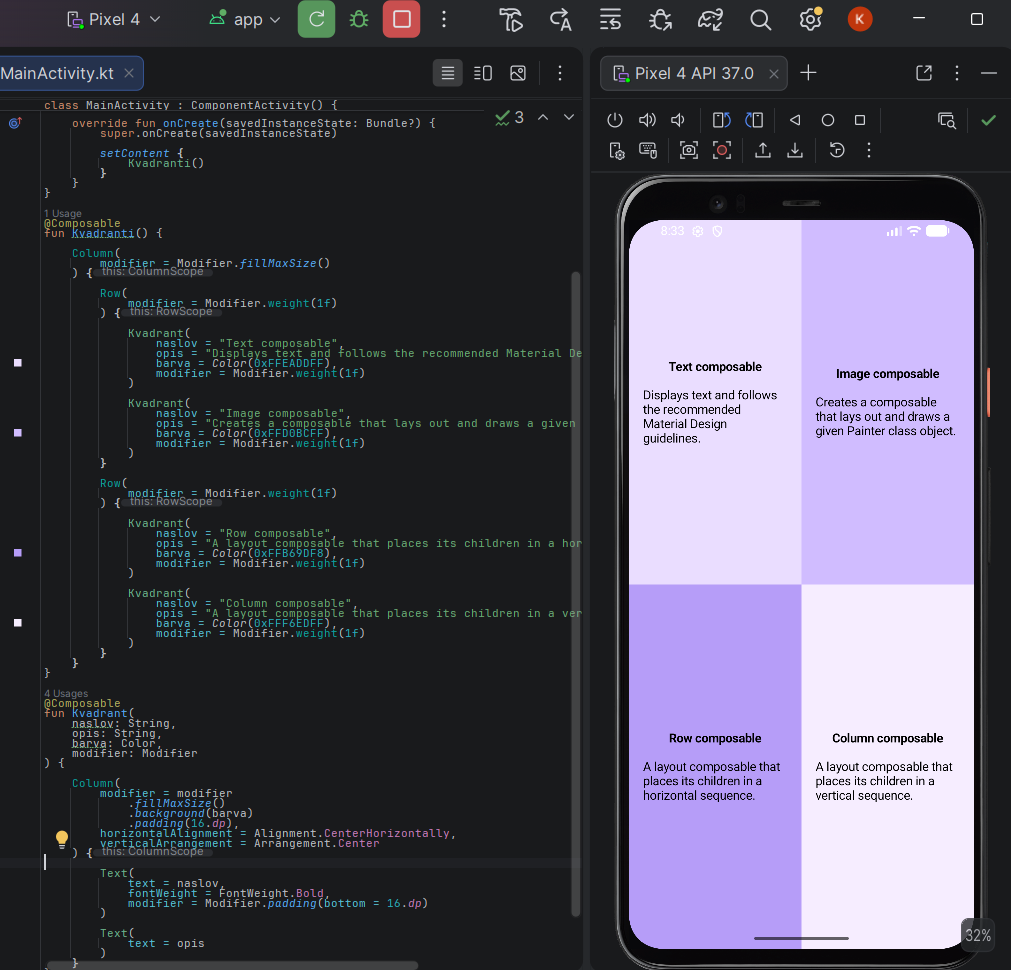 Pixel 4
app
K
MainActivity.kt
Pixel 4 API 37.0
class MainActivity : ComponentActivity() {
3
override fun onCreate(savedInstanceState: Bundle?) {
super.onCreate(savedInstanceState)
setContent {
Kvadranti()
}
}
}
1 Usage
@Composable
fun Kvadranti() {
Column(
modifier = Modifier.fillMaxSize()
) { this: ColumnScope
Row(
modifier = Modifier.weight(1f)
) { this: RowScope
Kvadrant(
naslov = "Text composable",
opis = "Displays text and follows the recommended Material De
barva = Color(0xFFEADDFF),
modifier = Modifier.weight(1f)
)
Kvadrant(
naslov = "Image composable",
opis = "Creates a composable that lays out and draws a given
barva = Color(0xFFD0BCFF),
modifier = Modifier.weight(1f)
)
}
Row(
modifier = Modifier.weight(1f)
) { this: RowScope
Kvadrant(
naslov = "Row composable",
opis = "A layout composable that places its children in a hor
barva = Color(0xFFB69DF8),
modifier = Modifier.weight(1f)
)
Kvadrant(
naslov = "Column composable",
opis = "A layout composable that places its children in a ver
barva = Color(0xFFF6EDFF),
modifier = Modifier.weight(1f)
)
}
}
}
4 Usages
@Composable
fun Kvadrant(
naslov: String,
opis: String,
barva: Color,
modifier: Modifier
) {
Column(
modifier = modifier
.fillMaxSize()
.background(barva)
.padding(16.dp),
horizontalAlignment = Alignment.CenterHorizontally,
verticalArrangement = Arrangement.Center
) { this: ColumnScope
Text(
text = naslov,
fontWeight = FontWeight.Bold,
modifier = Modifier.padding(bottom = 16.dp)
)
Text(
text = opis
)
}
8:33
Text composable
Displays text and follows
the recommended
Material Design
guidelines.
Image composable
Creates a composable
that lays out and draws a
given Painter class object.
Row composable
A layout composable that
places its children in a
horizontal sequence.
Column composable
A layout composable that
places its children in a
vertical sequence.
32%